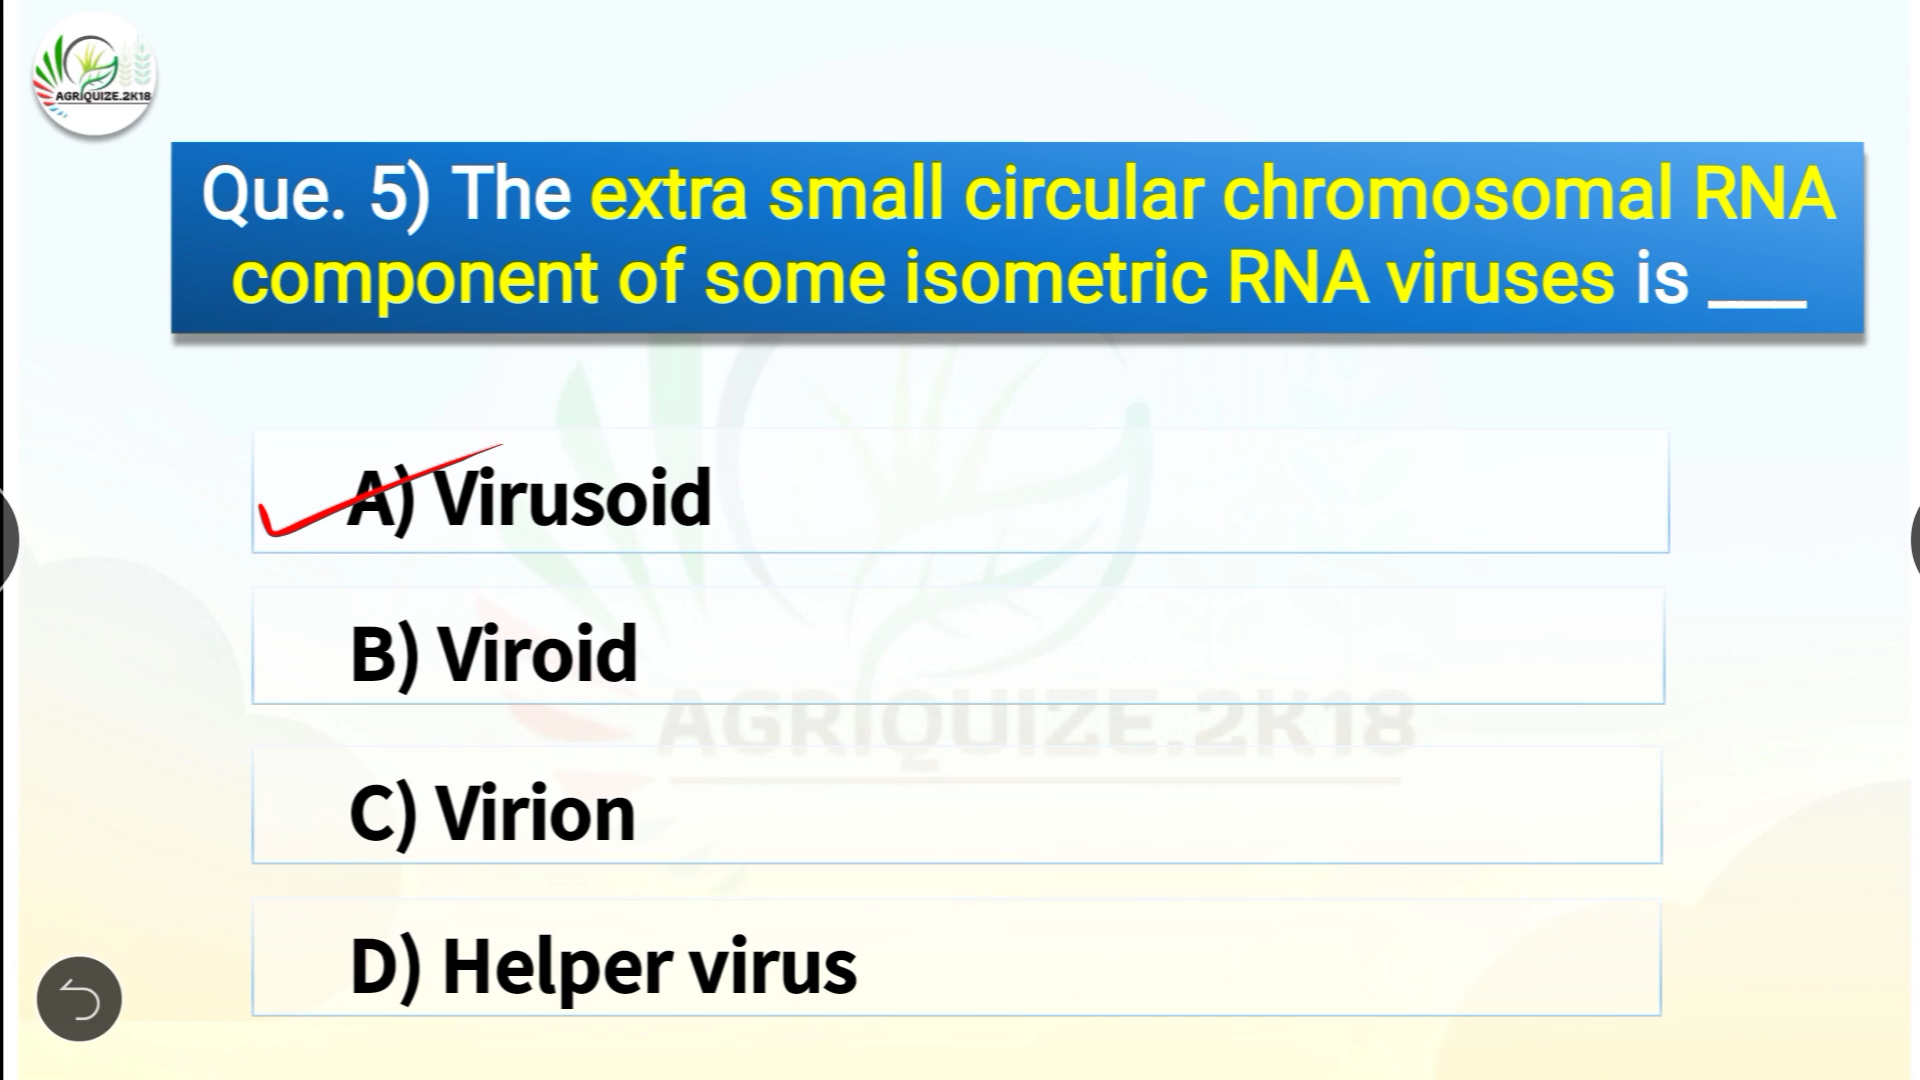 AGRIQUIZE.2K18
Que. 5) The extra small circular chromosomal RNA
component of some isometric RNA viruses is ___
A) Virusoid
B) Viroid
AGRIQUIZE.2K18
C) Virion
D) Helper virus